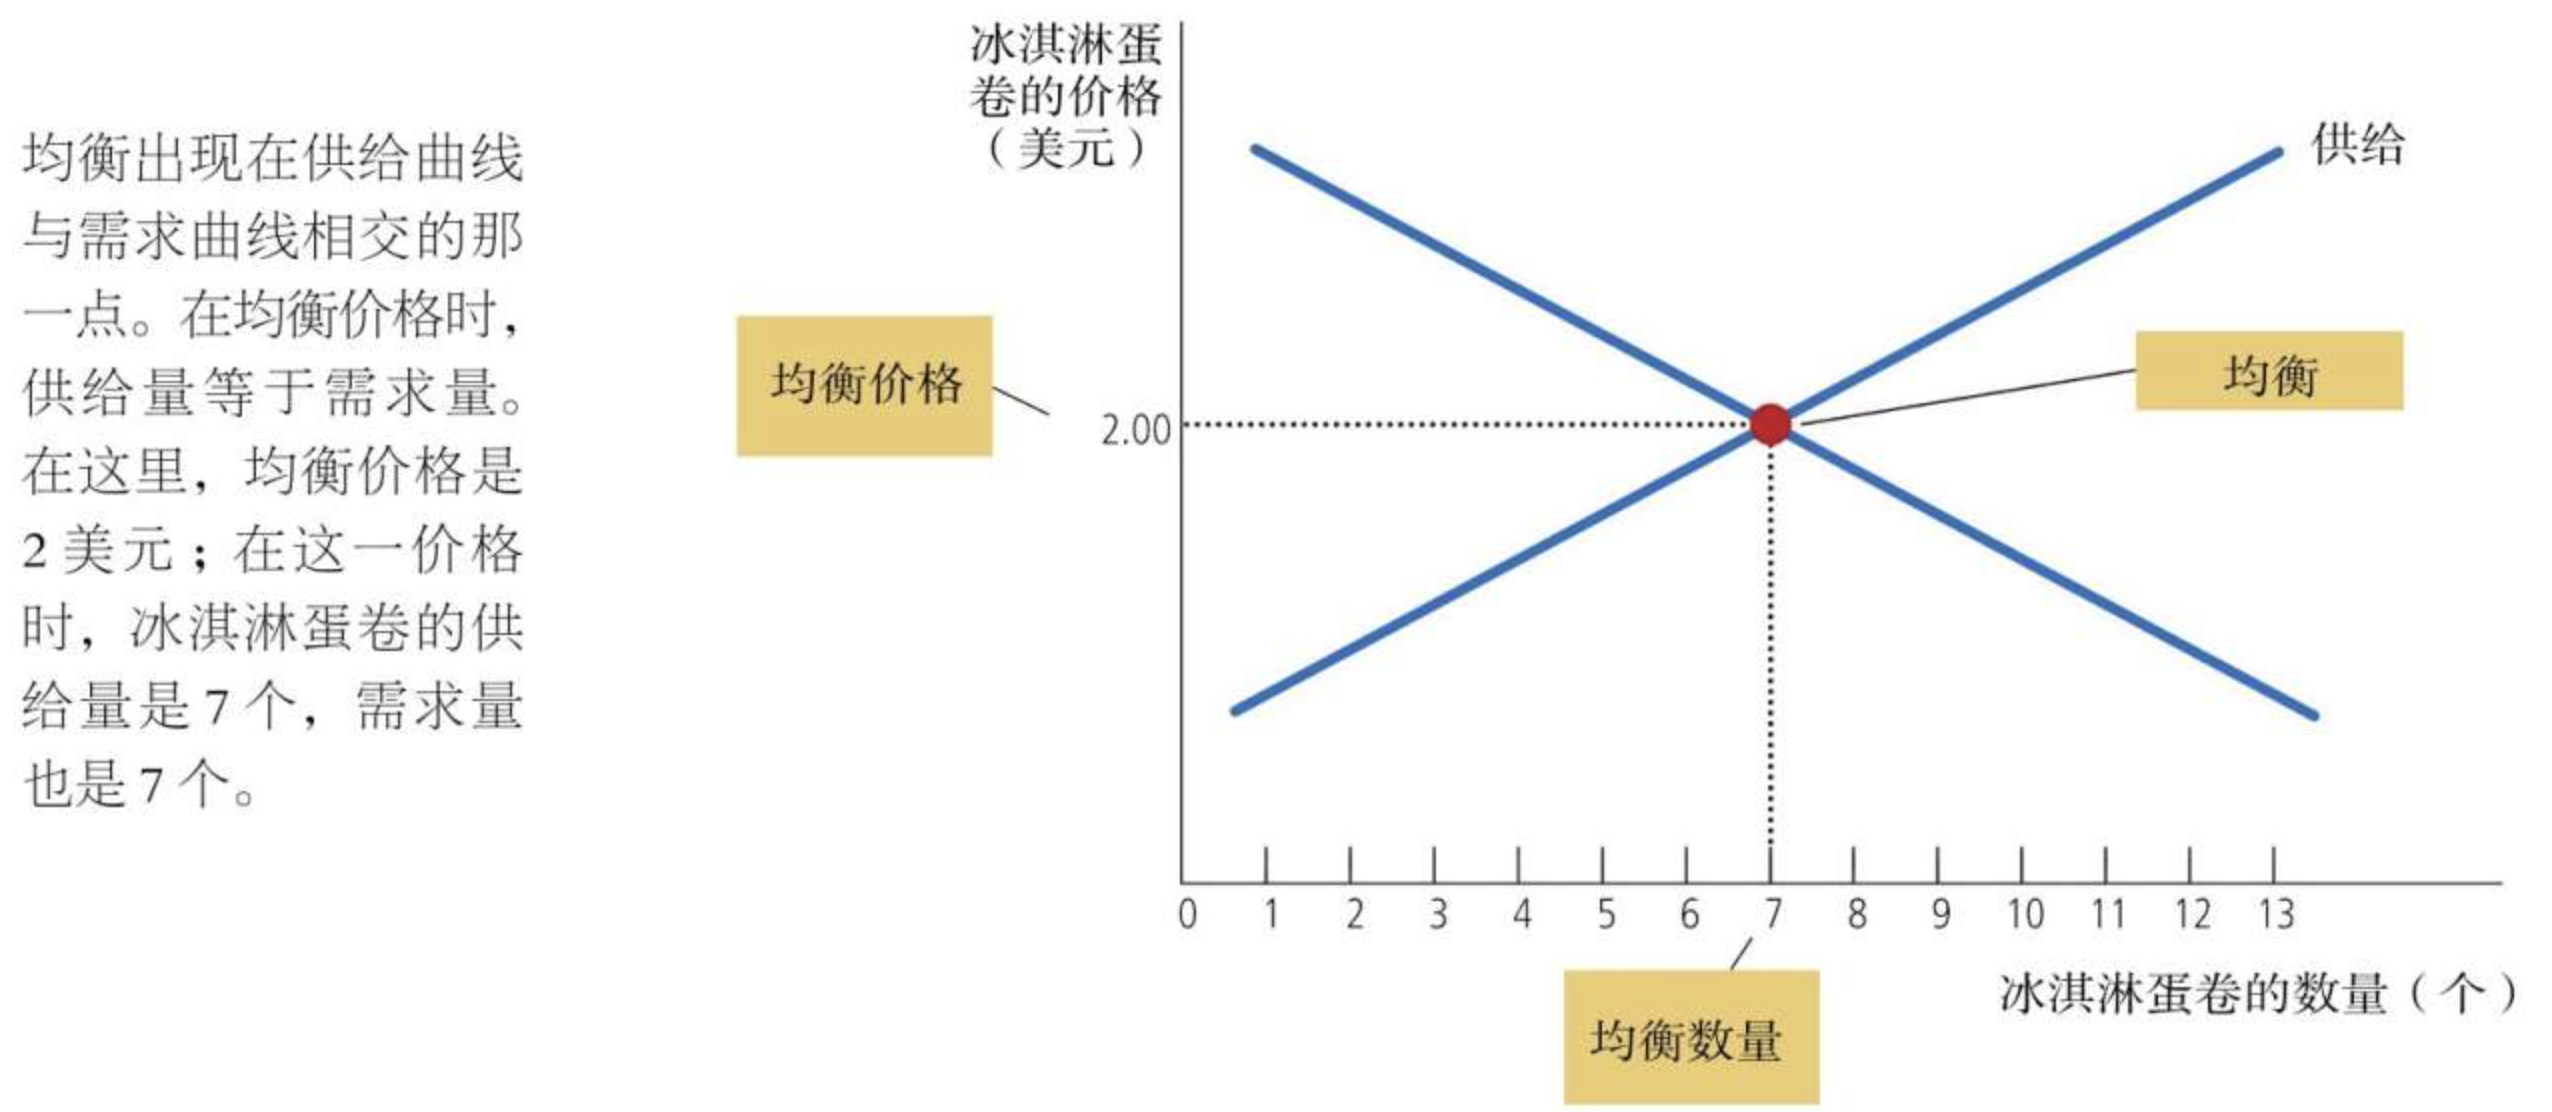 均衡出现在供给曲线
与需求曲线相交的那
一点。在均衡价格时，
供给量等于需求量。
在这里，均衡价格是
2美元；在这一价格
时，冰淇淋蛋卷的供
给量是7个，需求量
也是7个。
冰淇淋蛋
卷的价格
（美元）
供给
均衡价格
均衡
2.00
0 1 2 3 4 5 6 7 8 9 10 11 12 13
冰淇淋蛋卷的数量（个）
均衡数量